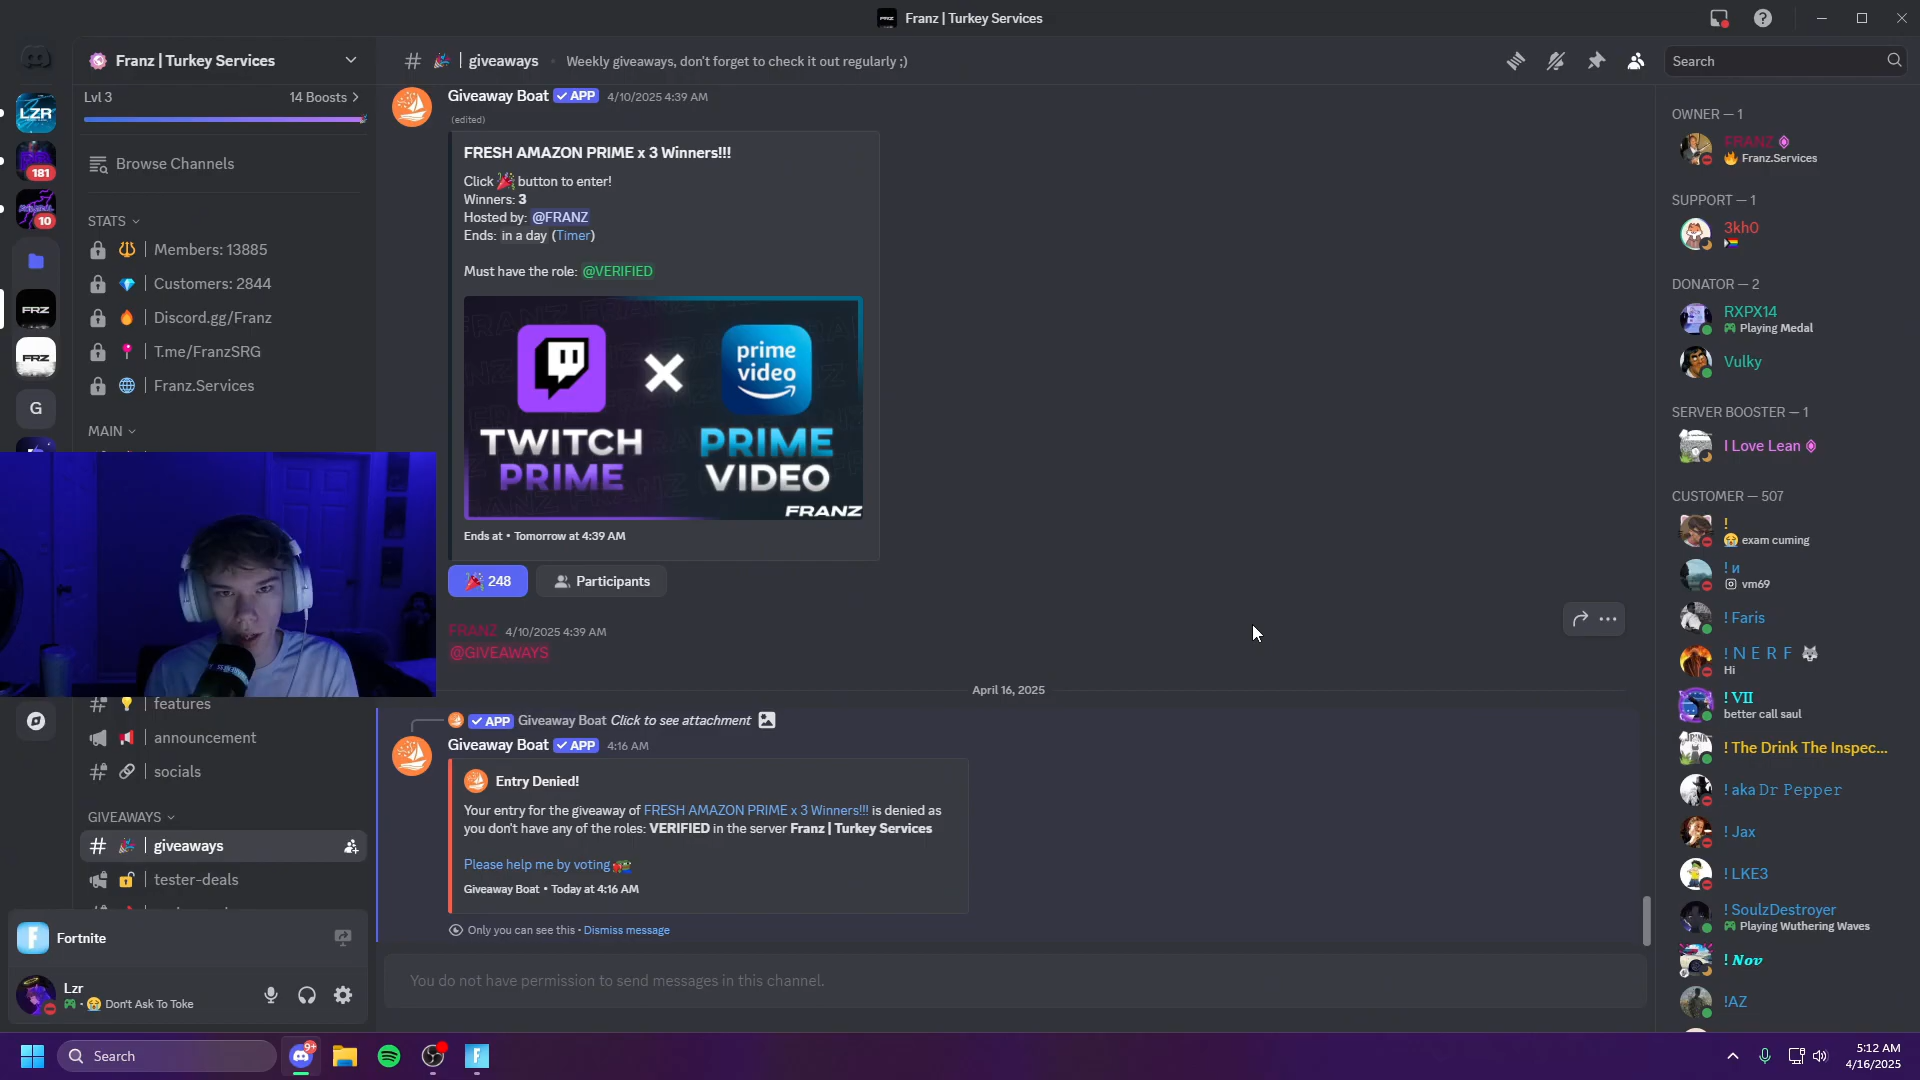 Franz | Turkey Services
Franz | Turkey Services
Lvl 3
14 Boosts
Browse Channels
STATS
Members: 13885
Customers: 2844
Discord.gg/Franz
T.me/FranzSRG
Franz.Services
MAIN
features
announcement
socials
GIVEAWAYS
giveaways
tester-deals
Fortnite
Lzr
Don't Ask To Toke
LZR
181
10
FRZ
FRZ
G
giveaways
Weekly giveaways, don't forget to check it out regularly ;)
Search
Giveaway Boat APP 4/10/2025 4:39 AM
(edited)
FRESH AMAZON PRIME x 3 Winners!!!
Click button to enter!
Winners: 3
Hosted by: @FRANZ
Ends: in a day (Timer)
Must have the role: @VERIFIED
TWITCH PRIME
prime video
PRIME VIDEO
FRANZ
Ends at • Tomorrow at 4:39 AM
248
Participants
FRANZ 4/10/2025 4:39 AM
@GIVEAWAYS
April 16, 2025
APP Giveaway Boat Click to see attachment
Giveaway Boat APP 4:16 AM
Entry Denied!
Your entry for the giveaway of FRESH AMAZON PRIME x 3 Winners!!! is denied as
you don't have any of the roles: VERIFIED in the server Franz | Turkey Services
Please help me by voting
Giveaway Boat • Today at 4:16 AM
Only you can see this • Dismiss message
You do not have permission to send messages in this channel.
OWNER — 1
FRANZ
Franz.Services
SUPPORT — 1
3kh0
DONATOR — 2
RXPX14
Playing Medal
Vulky
SERVER BOOSTER — 1
I Love Lean
CUSTOMER — 507
!
exam cuming
! и
vm69
! Faris
! N E R F
Hi
! VII
better call saul
! The Drink The Inspec...
! aka Dr Pepper
! Jax
! LKE3
! SoulzDestroyer
Playing Wuthering Waves
! Nov
!AZ
Search
9+
5:12 AM
4/16/2025